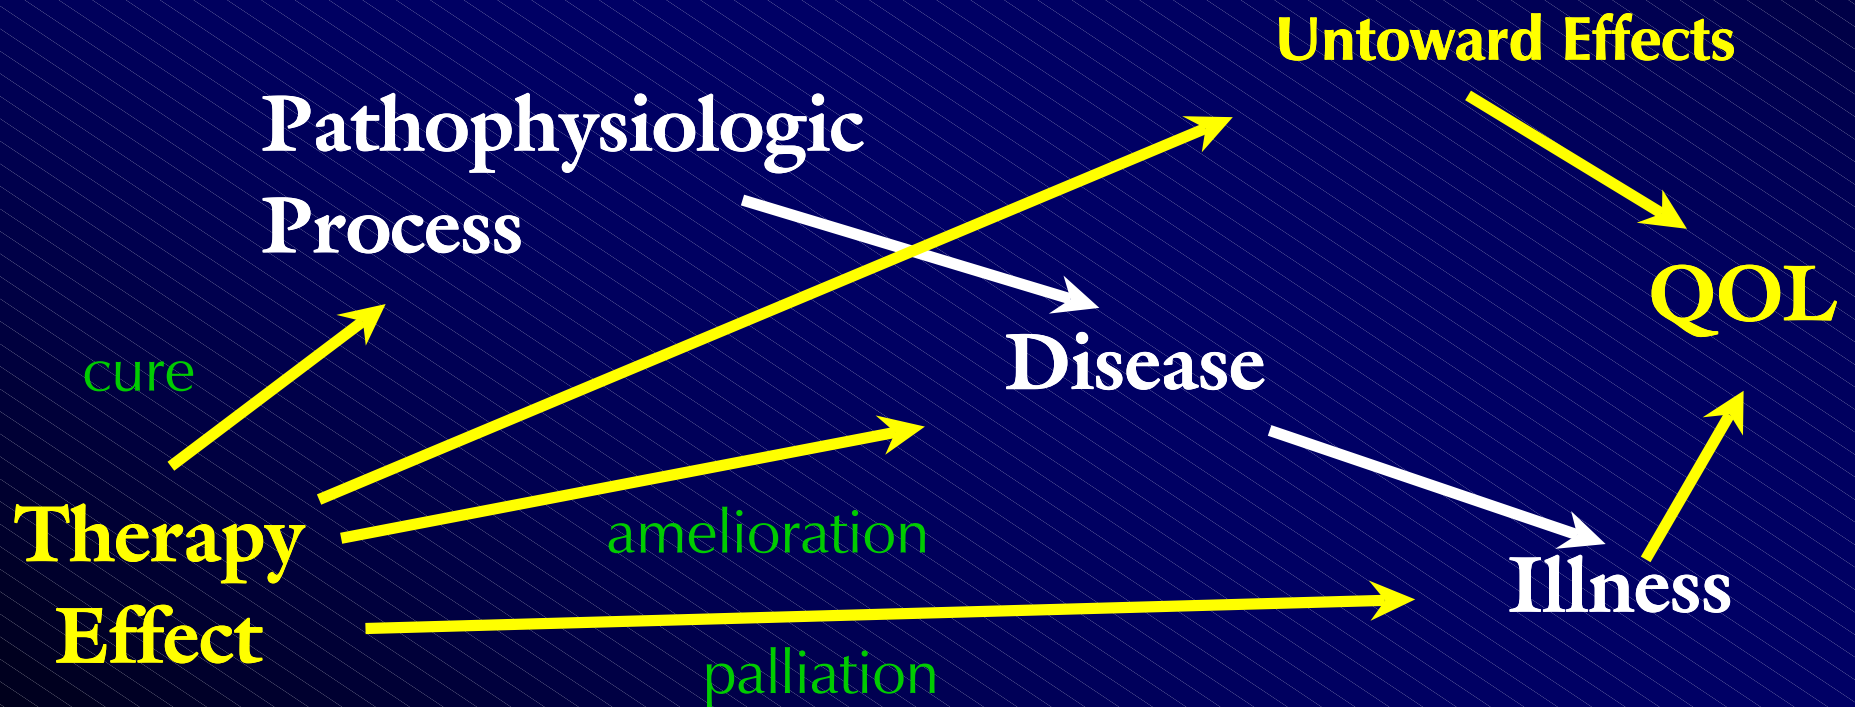 Untoward Effects
Pathophysiologic
Process
QOL
cure
Disease
Therapy
Effect
amelioration
Illness
palliation